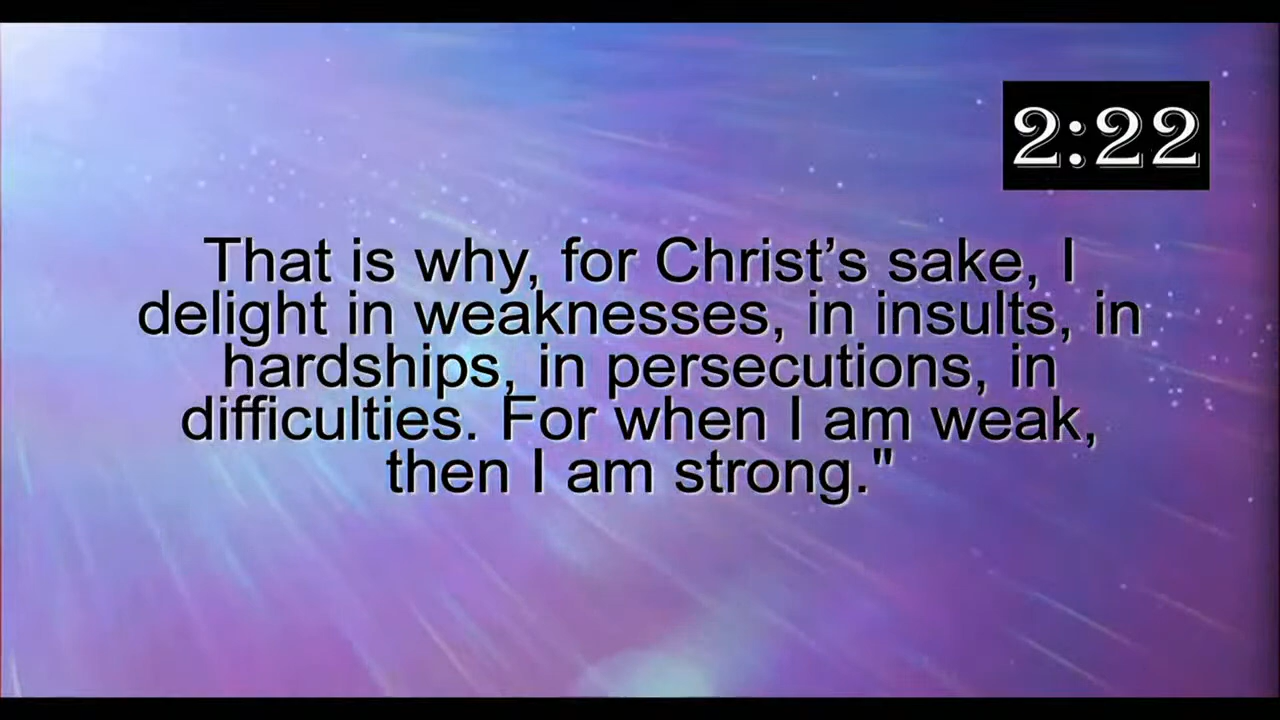 2:22
That is why, for Christ’s sake, I
delight in weaknesses, in insults, in
hardships, in persecutions, in
difficulties. For when I am weak,
then I am strong."